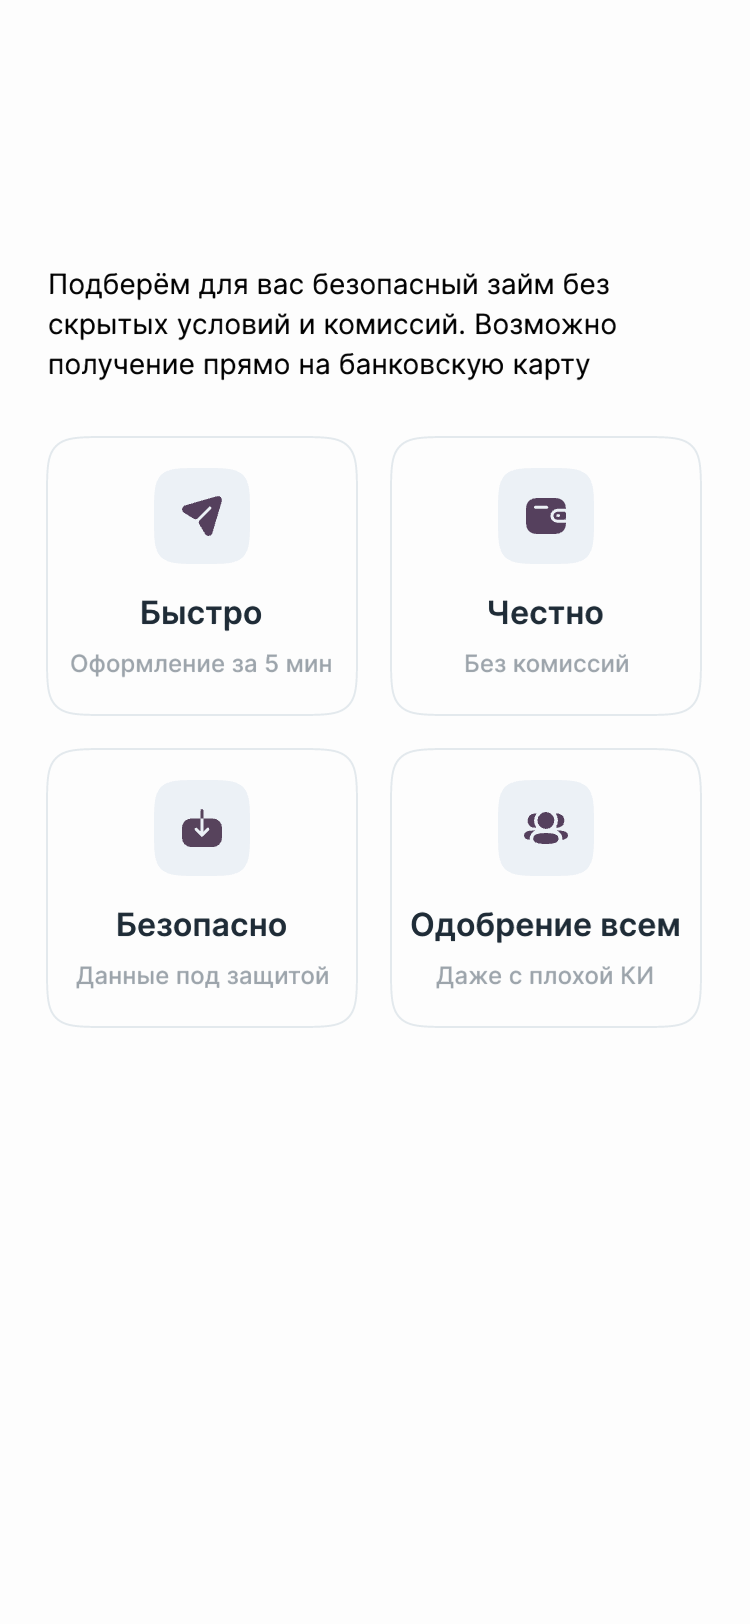 Подберём для вас безопасный займ без
скрытых условий и комиссий. Возможно
получение прямо на банковскую карту
Быстро
Оформление за 5 мин
Честно
Без комиссий
Безопасно
Данные под защитой
Одобрение всем
Даже с плохой КИ